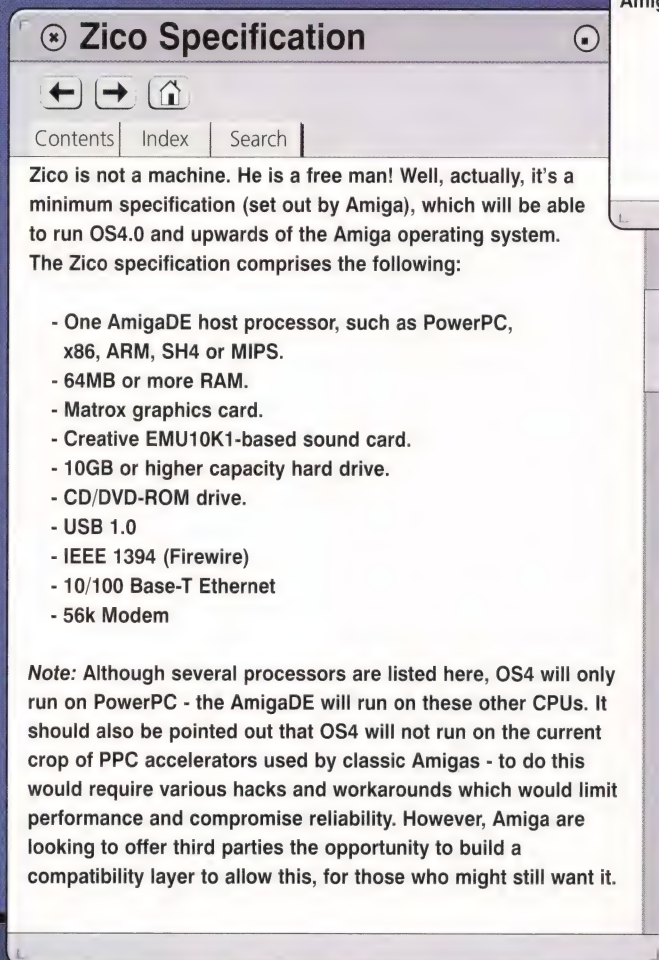 Amig
Zico Specification
Contents Index Search
Zico is not a machine. He is a free man! Well, actually, it's a
minimum specification (set out by Amiga), which will be able
to run OS4.0 and upwards of the Amiga operating system.
The Zico specification comprises the following:
- One AmigaDE host processor, such as PowerPC,
x86, ARM, SH4 or MIPS.
- 64MB or more RAM.
- Matrox graphics card.
- Creative EMU10K1-based sound card.
- 10GB or higher capacity hard drive.
- CD/DVD-ROM drive.
- USB 1.0
- IEEE 1394 (Firewire)
- 10/100 Base-T Ethernet
- 56k Modem
Note: Although several processors are listed here, OS4 will only
run on PowerPC - the AmigaDE will run on these other CPUs. It
should also be pointed out that OS4 will not run on the current
crop of PPC accelerators used by classic Amigas - to do this
would require various hacks and workarounds which would limit
performance and compromise reliability. However, Amiga are
looking to offer third parties the opportunity to build a
compatibility layer to allow this, for those who might still want it.